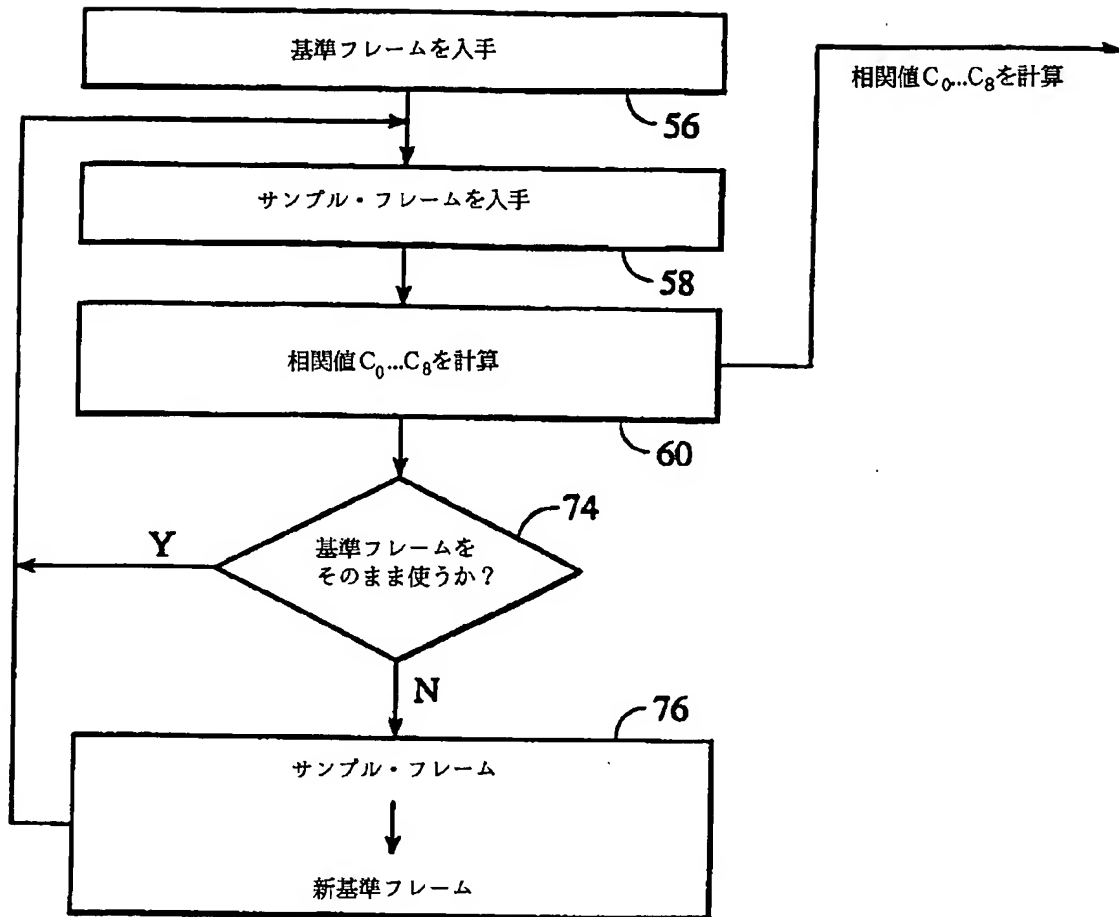 基準フレームを入手
56
相関値C₀...C₈を計算
サンプル・フレームを入手
58
相関値C₀...C₈を計算
60
74
基準フレームを
そのまま使うか?
Y
N
76
サンプル・フレーム
新基準フレーム